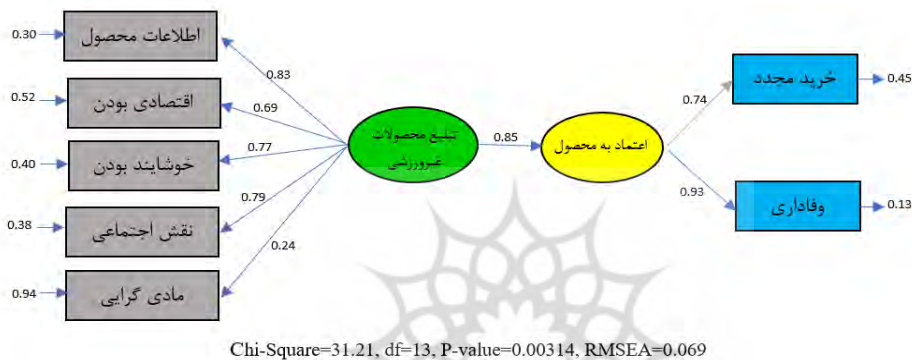 0.30
اطلاعات محصول
0.83
0.52
اقتصادی بودن
0.69
0.40
خوشایند بودن
0.77
0.38
نقش اجتماعی
0.79
0.94
مادی گرایی
0.24
تبلیغ محصولات
غیرورزشی
0.85
اعتماد به محصول
0.74
خرید مجدد
0.45
0.93
وفاداری
0.13
Chi-Square=31.21, df=13, P-value=0.00314, RMSEA=0.069